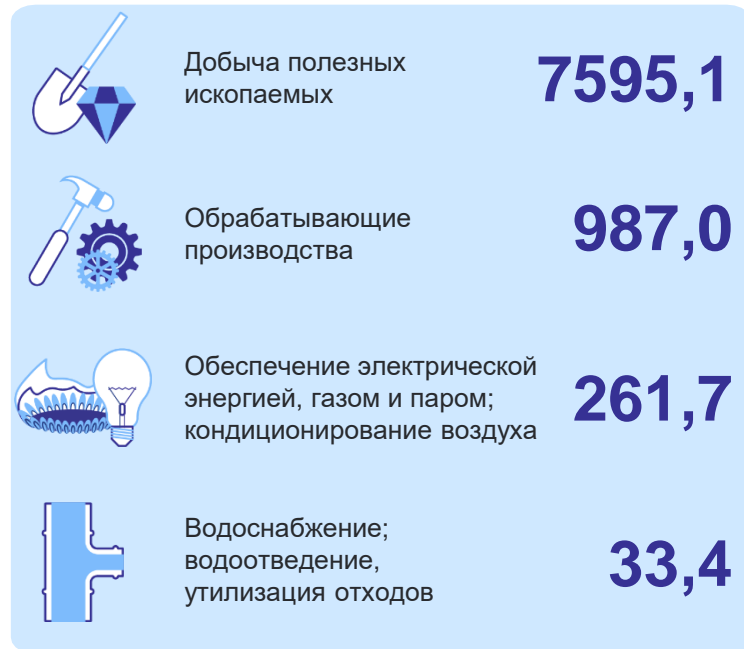 Добыча полезных
ископаемых
7595,1
Обрабатывающие
производства
987,0
Обеспечение электрической
энергией, газом и паром;
кондиционирование воздуха
261,7
Водоснабжение;
водоотведение,
утилизация отходов
33,4